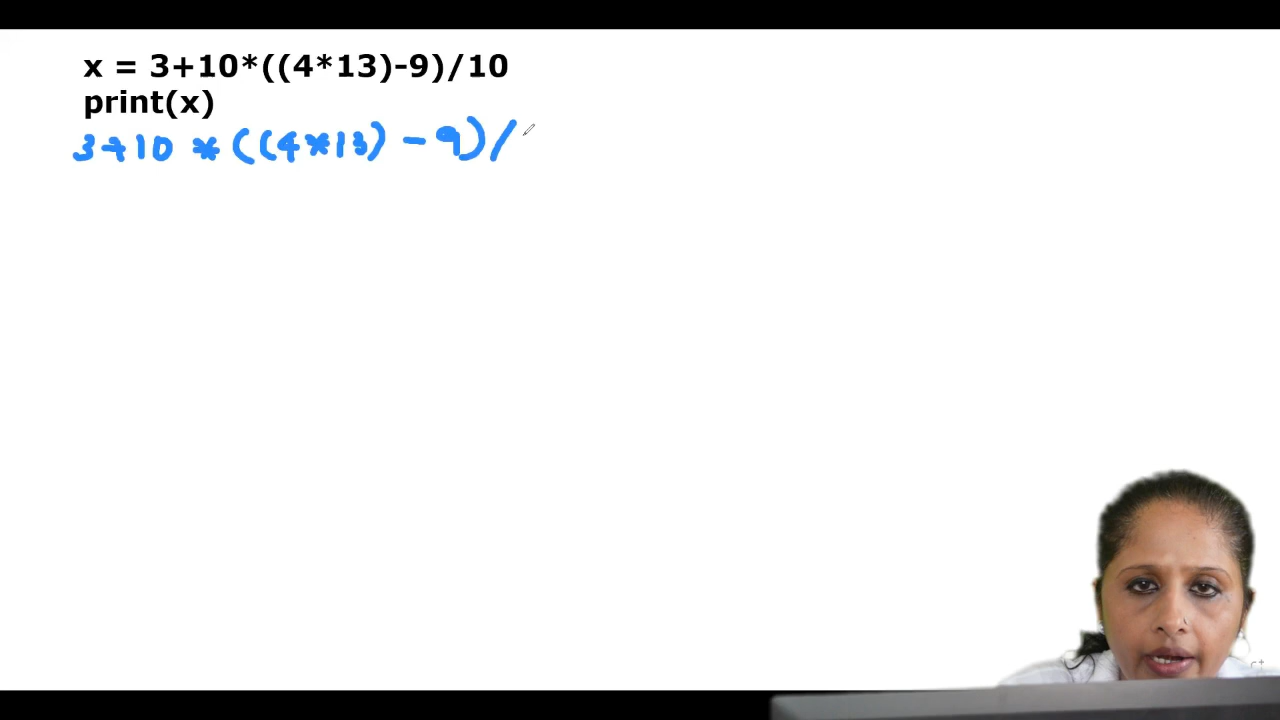 x = 3+10*((4*13)-9)/10
print(x)
3+10 *((4*13) - 9)/